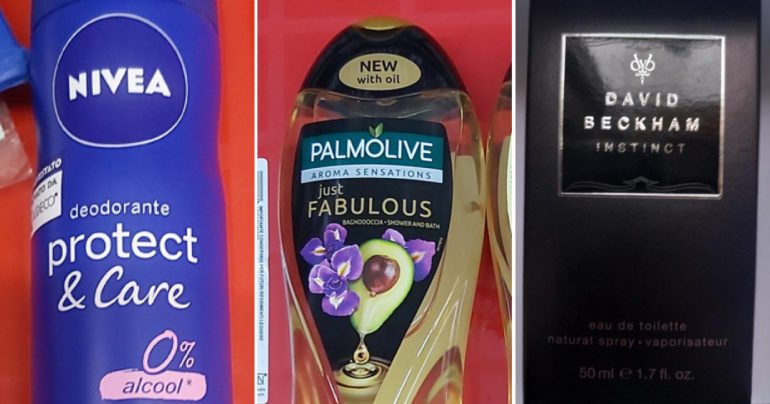 NIVEA
deodorante
protect
& Care
0%
alcool*
NEW
with oil
PALMOLIVE
AROMA SENSATIONS
just
FABULOUS
BAGNODOCCIA • SHOWER AND BATH
DAVID
BECKHAM
INSTINCT
eau de toilette
natural spray • vaporisateur
50 ml e 1.7 fl. oz.